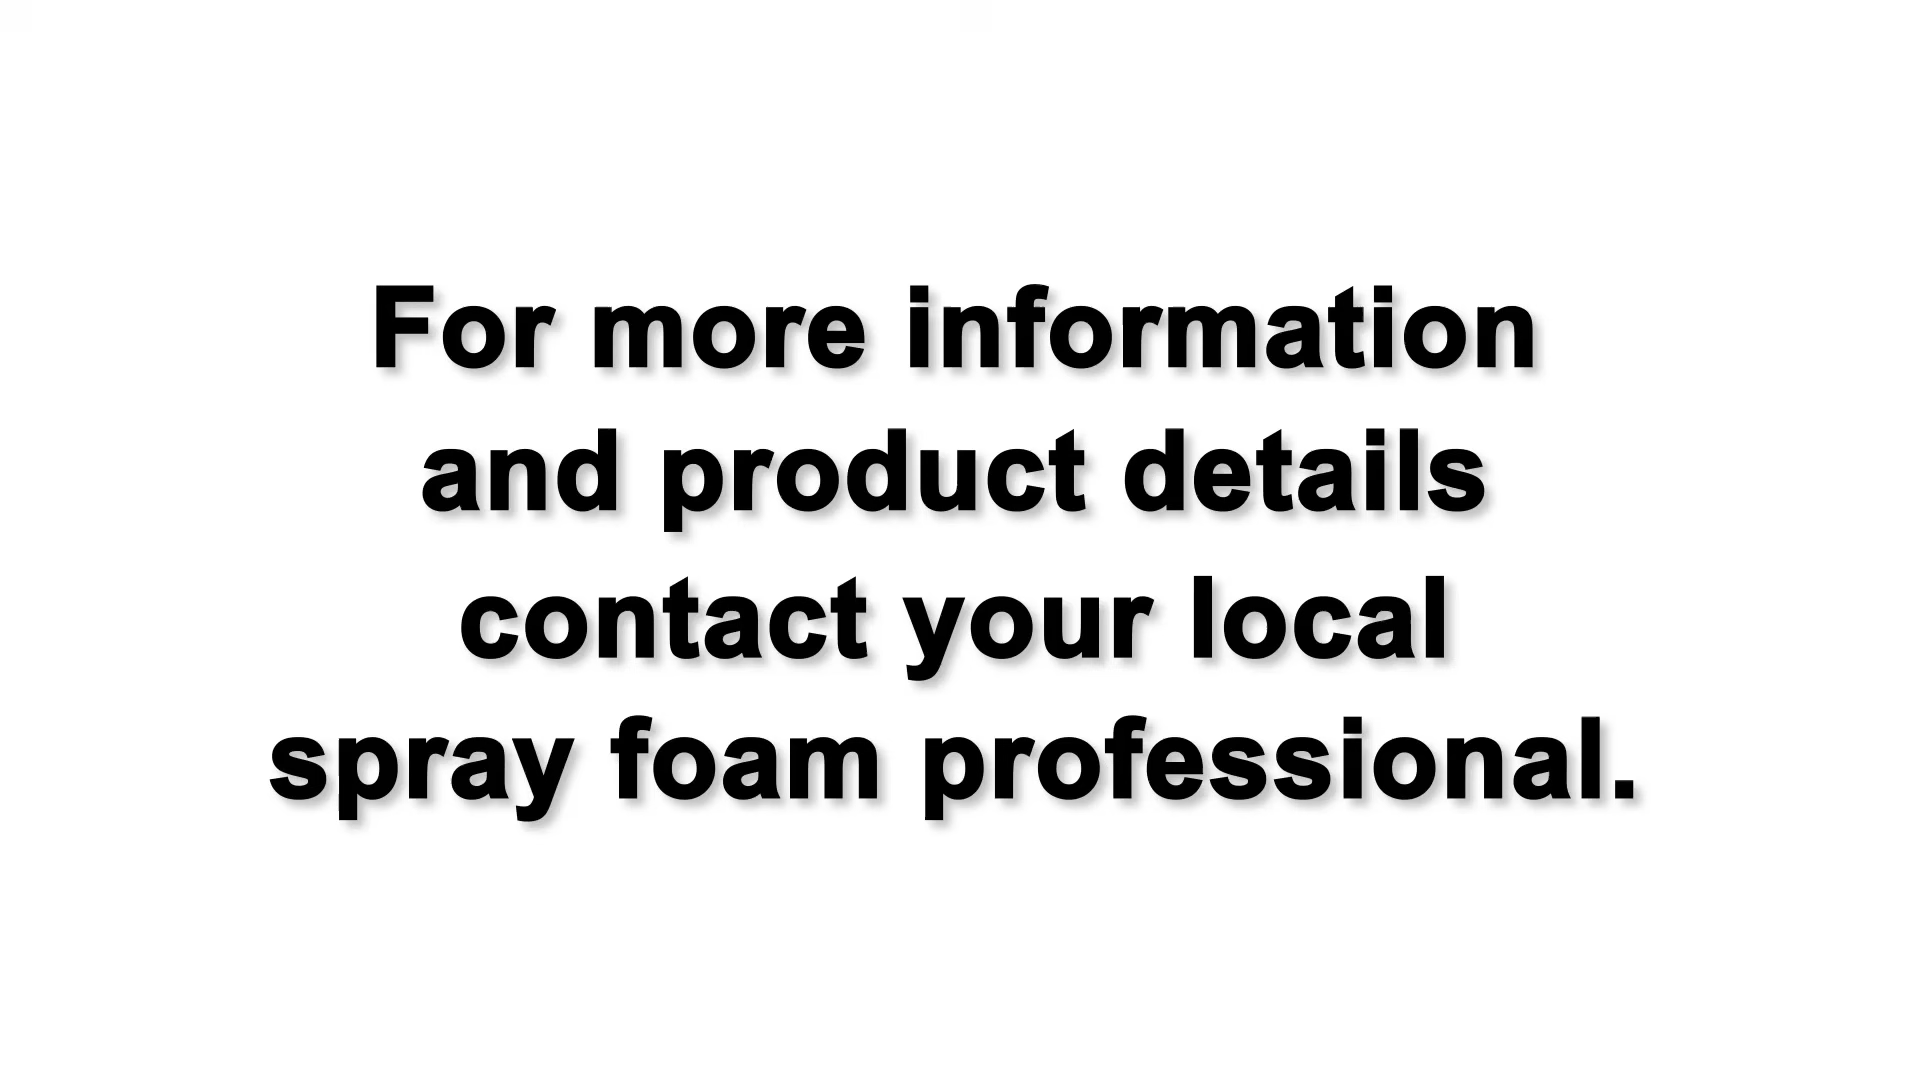 For more information
and product details
contact your local
spray foam professional.